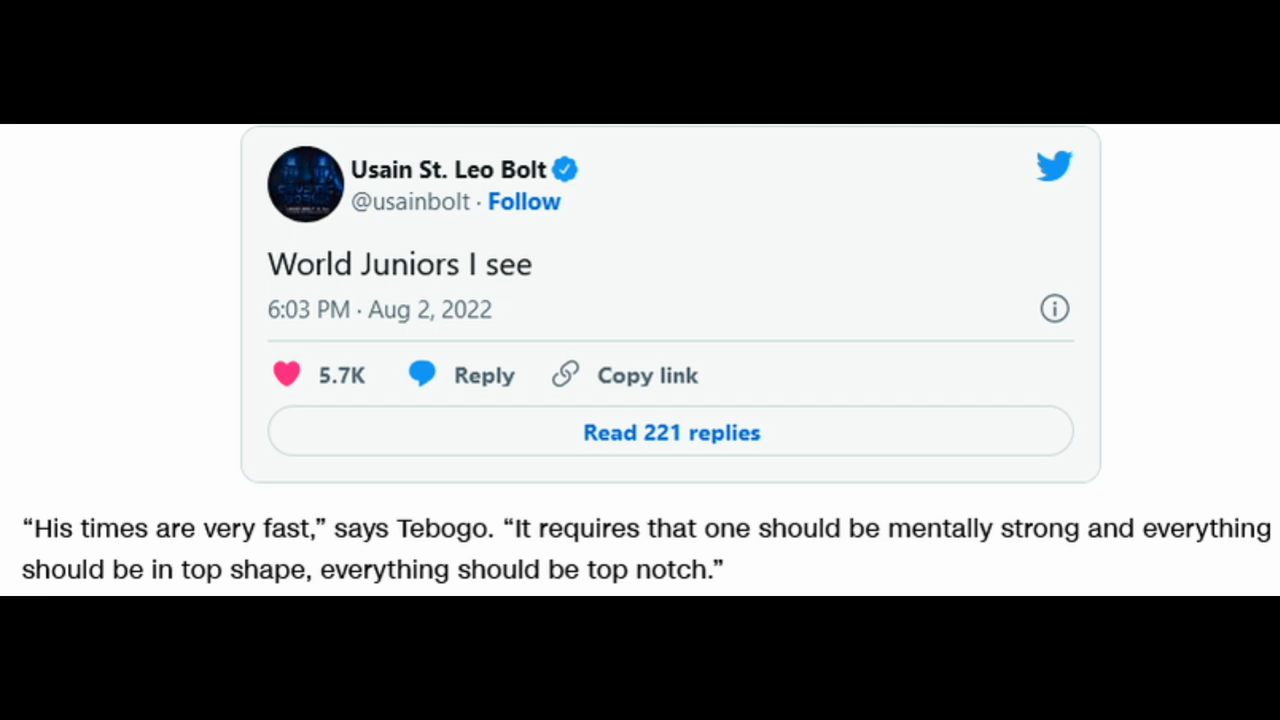 Usain St. Leo Bolt
@usainbolt · Follow
World Juniors I see
6:03 PM · Aug 2, 2022
5.7K Reply Copy link
Read 221 replies
“His times are very fast,” says Tebogo. “It requires that one should be mentally strong and everything
should be in top shape, everything should be top notch.”